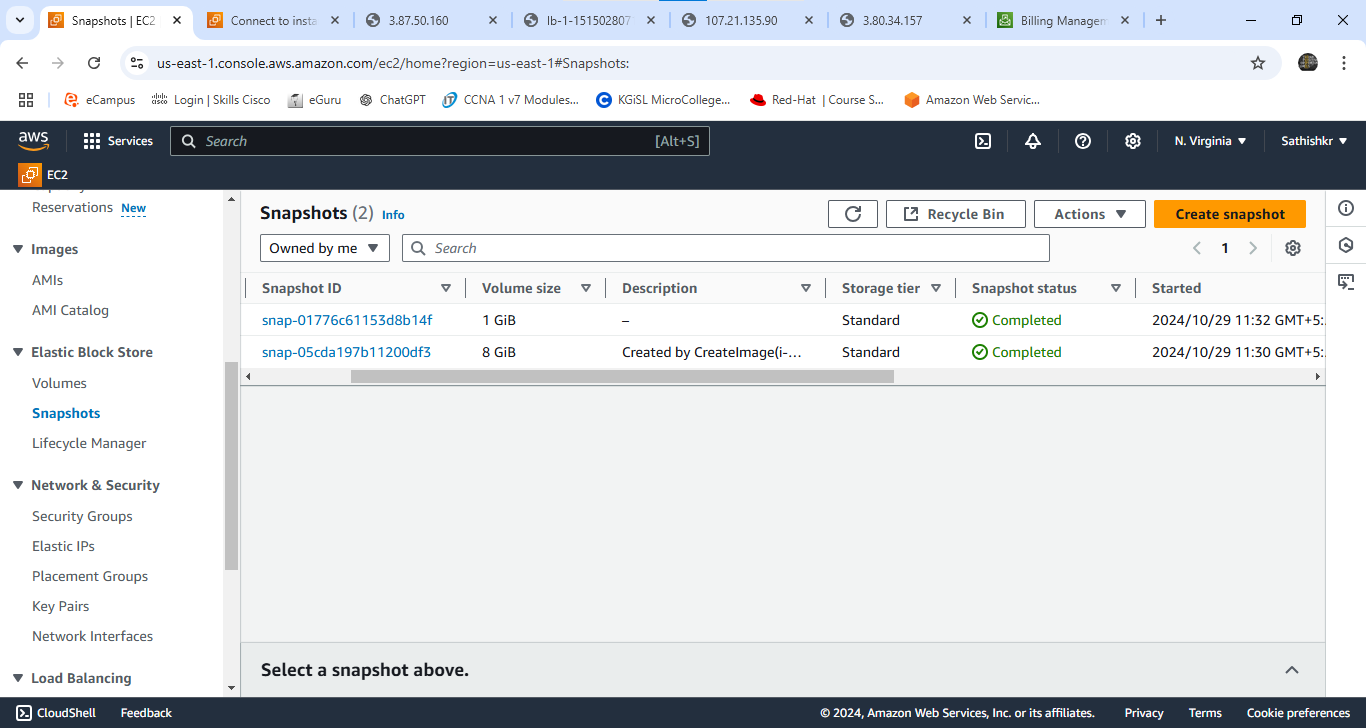 Snapshots | EC2
Connect to insta
3.87.50.160
lb-1-151502807
107.21.135.90
3.80.34.157
Billing Managem
us-east-1.console.aws.amazon.com/ec2/home?region=us-east-1#Snapshots:
eCampus
Login | Skills Cisco
eGuru
ChatGPT
CCNA 1 v7 Modules...
KGiSL MicroCollege...
Red-Hat | Course S...
Amazon Web Servic...
aws
Services
Search
[Alt+S]
N. Virginia
Sathishkr
EC2
Reservations New
Images
AMIs
AMI Catalog
Elastic Block Store
Volumes
Snapshots
Lifecycle Manager
Network & Security
Security Groups
Elastic IPs
Placement Groups
Key Pairs
Network Interfaces
Load Balancing
Snapshots (2) Info
Recycle Bin
Actions
Create snapshot
Owned by me
Search
1
Snapshot ID Volume size Description Storage tier Snapshot status Started
snap-01776c61153d8b14f 1 GiB – Standard Completed 2024/10/29 11:32 GMT+5:
snap-05cda197b11200df3 8 GiB Created by CreateImage(i-... Standard Completed 2024/10/29 11:30 GMT+5:
Select a snapshot above.
CloudShell Feedback © 2024, Amazon Web Services, Inc. or its affiliates. Privacy Terms Cookie preferences